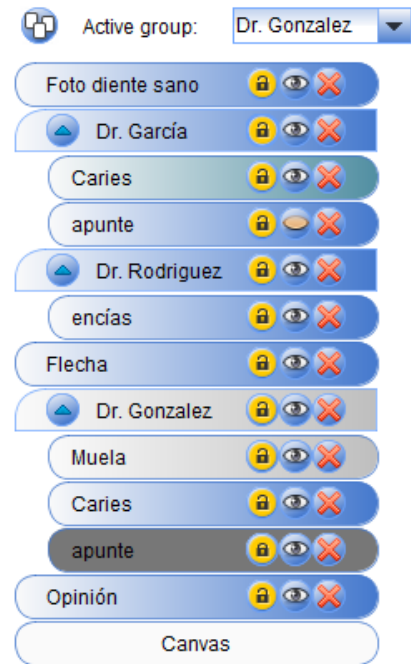 Active group: Dr. Gonzalez
Foto diente sano
Dr. García
Caries
apunte
Dr. Rodriguez
encías
Flecha
Dr. Gonzalez
Muela
Caries
apunte
Opinión
Canvas